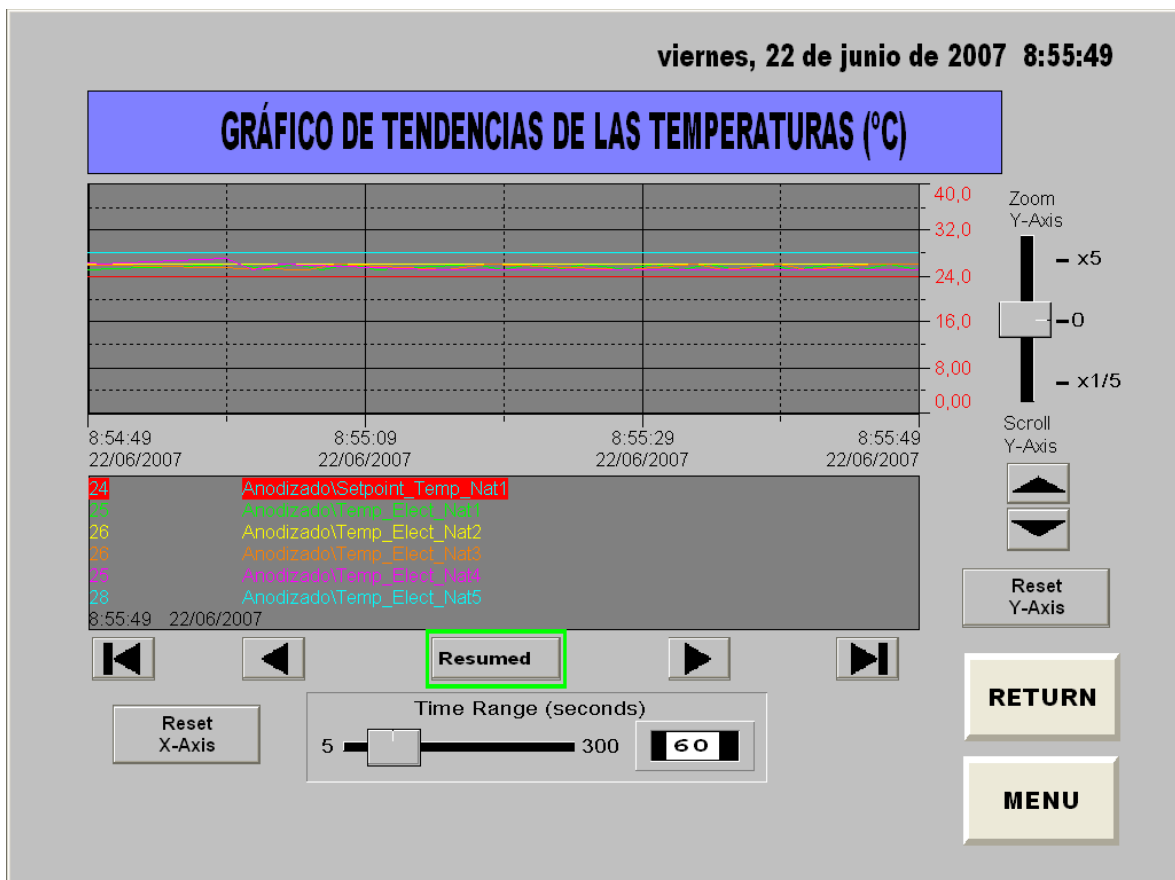 viernes, 22 de junio de 2007 8:55:49
GRÁFICO DE TENDENCIAS DE LAS TEMPERATURAS (ºC)
40,0
32,0
24,0
16,0
8,00
0,00
Zoom
Y-Axis
x5
0
x1/5
Scroll
Y-Axis
8:54:49 8:55:09 8:55:29 8:55:49
22/06/2007 22/06/2007 22/06/2007 22/06/2007
24 Anodizado\Setpoint_Temp_Nat1
25 Anodizado\Temp_Elect_Nat1
26 Anodizado\Temp_Elect_Nat2
26 Anodizado\Temp_Elect_Nat3
25 Anodizado\Temp_Elect_Nat4
28 Anodizado\Temp_Elect_Nat5
8:55:49 22/06/2007
Reset
Y-Axis
Resumed
RETURN
Reset
X-Axis
Time Range (seconds)
5 300 60
MENU